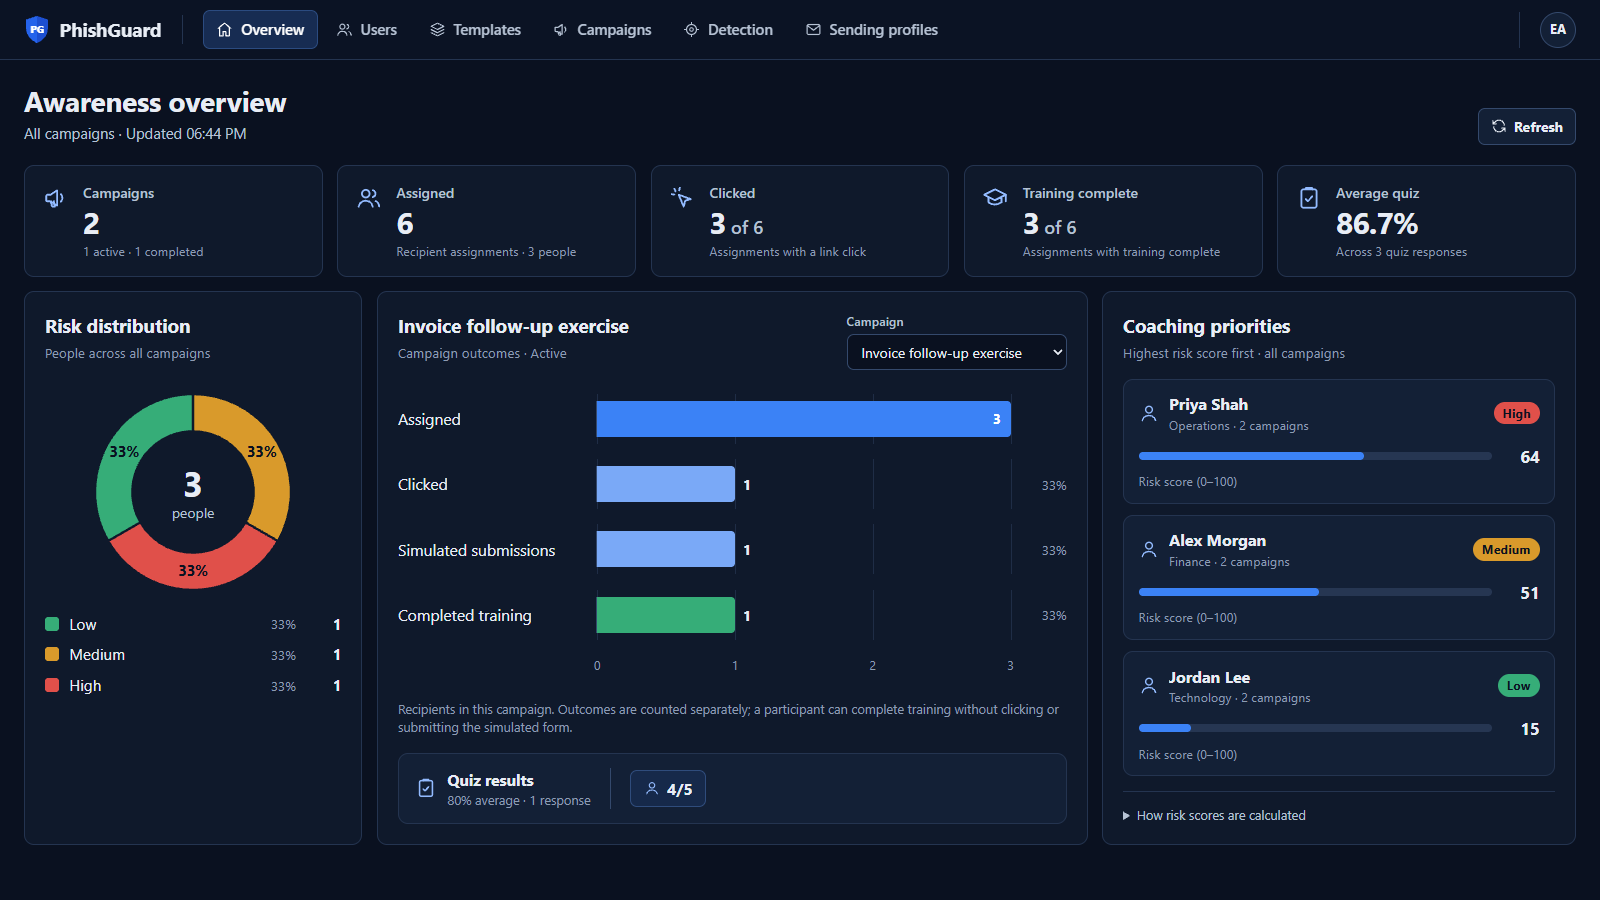 PG PhishGuard Overview Users Templates Campaigns Detection Sending profiles EA
Awareness overview
All campaigns · Updated 06:44 PM
Refresh
Campaigns
2
1 active · 1 completed
Assigned
6
Recipient assignments · 3 people
Clicked
3 of 6
Assignments with a link click
Training complete
3 of 6
Assignments with training complete
Average quiz
86.7%
Across 3 quiz responses
Risk distribution
People across all campaigns
33% 33%
3
people
33%
Low 33% 1
Medium 33% 1
High 33% 1
Invoice follow-up exercise
Campaign outcomes · Active
Campaign
Invoice follow-up exercise
Assigned 3
Clicked 1 33%
Simulated submissions 1 33%
Completed training 1 33%
0 1 2 3
Recipients in this campaign. Outcomes are counted separately; a participant can complete training without clicking or
submitting the simulated form.
Quiz results
80% average · 1 response
4/5
Coaching priorities
Highest risk score first · all campaigns
Priya Shah
Operations · 2 campaigns
High
64
Risk score (0–100)
Alex Morgan
Finance · 2 campaigns
Medium
51
Risk score (0–100)
Jordan Lee
Technology · 2 campaigns
Low
15
Risk score (0–100)
How risk scores are calculated